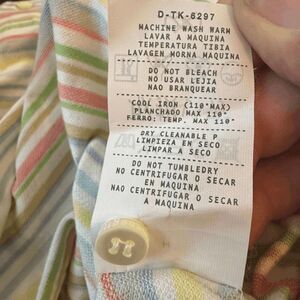 D-TK-6297
MACHINE WASH WARM
LAVAR A MAQUINA
TEMPERATURA TIBIA
LAVAGEN MORNA MAQUINA
DO NOT BLEACH
NO USAR LEJIA
NAO BRANQUEAR
COOL IRON (110°MAX)
PLANCHADO MAX 110°
FERRO: TEMP. MAX 110°
DRY CLEANABLE P
LIMPIEZA EN SECO
LIMPAR A SECO
DO NOT TUMBLEDRY
NO CENTRIFUGAR O SECAR
EN MAQUINA
NAO CENTRIFUGAR O SECAR
A MAQUINA